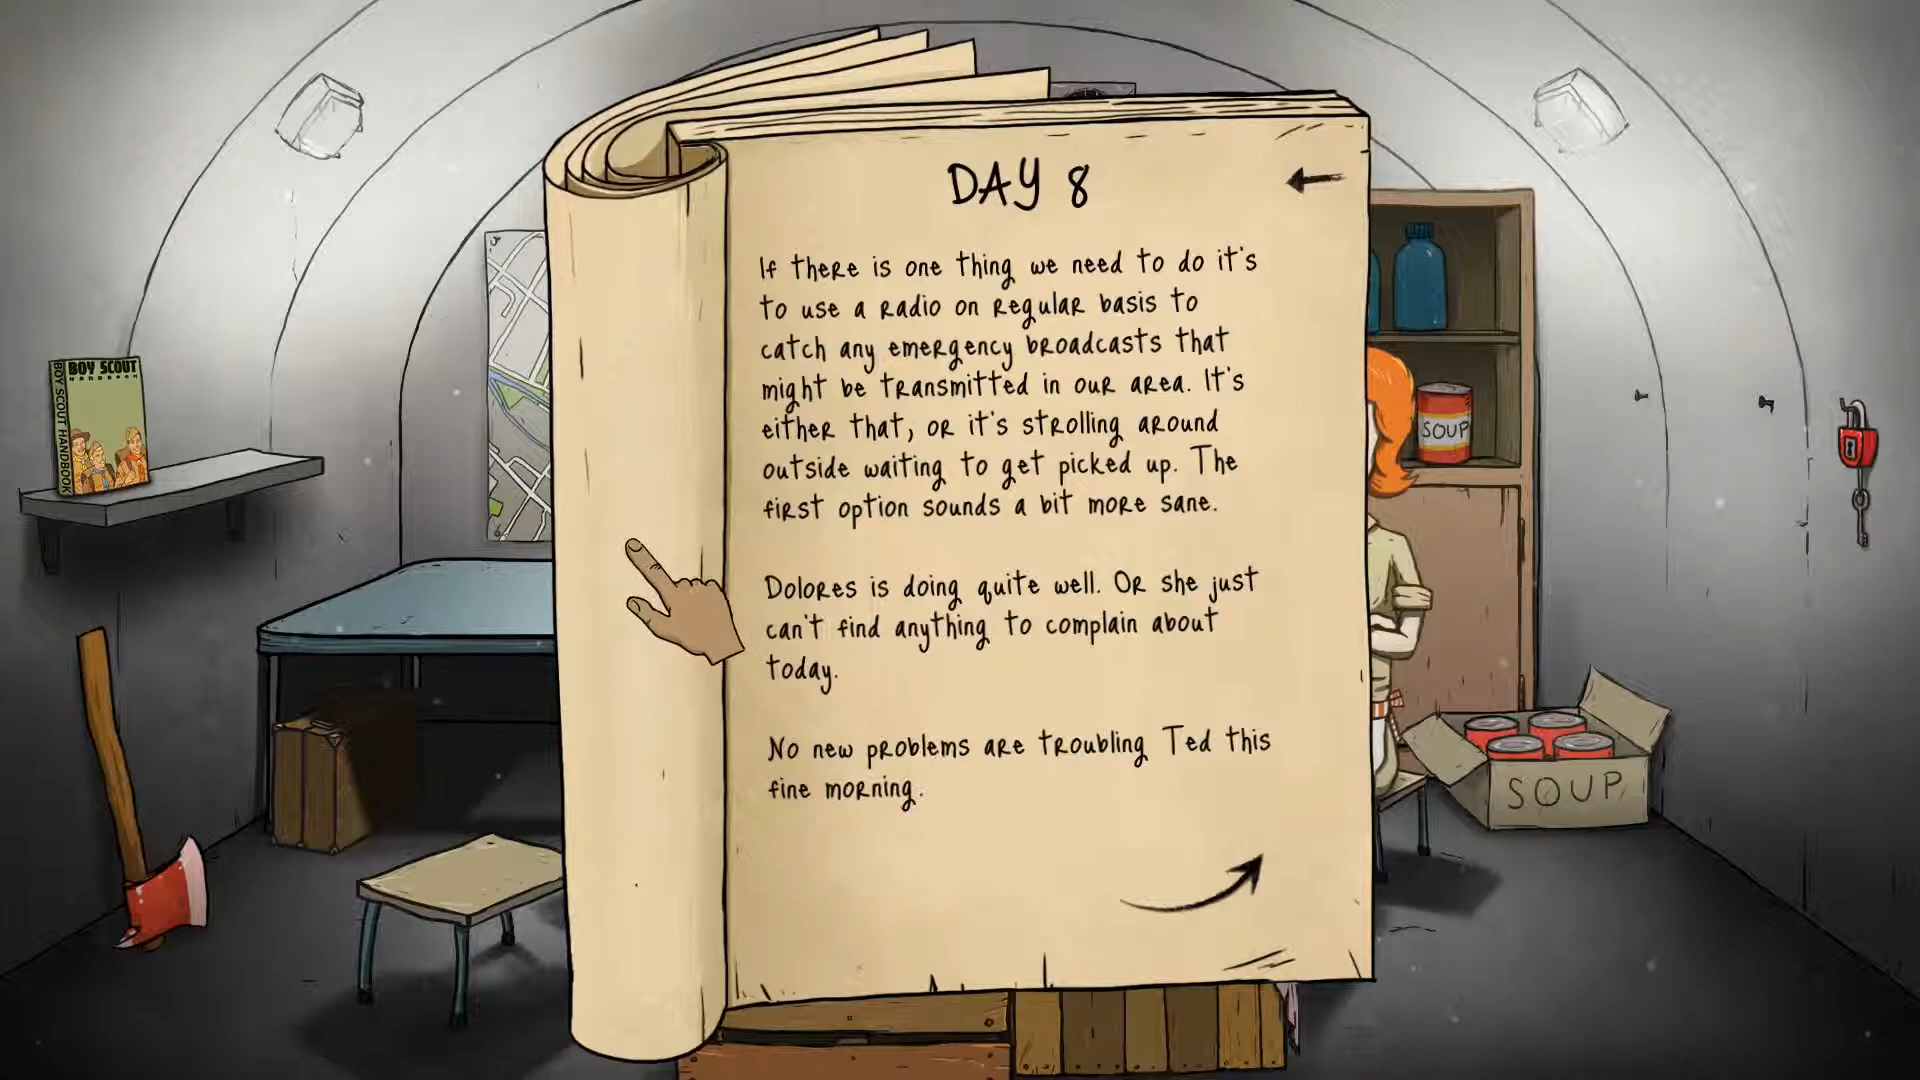 DAY 8
If there is one thing we need to do it's
to use a radio on regular basis to
catch any emergency broadcasts that
might be transmitted in our area. It's
either that, or it's strolling around
outside waiting to get picked up. The
first option sounds a bit more sane.
Dolores is doing quite well. Or she just
can't find anything to complain about
today.
No new problems are troubling Ted this
fine morning.
BOY SCOUT
HANDBOOK
BOY SCOUT HANDBOOK
SOUP
SOUP